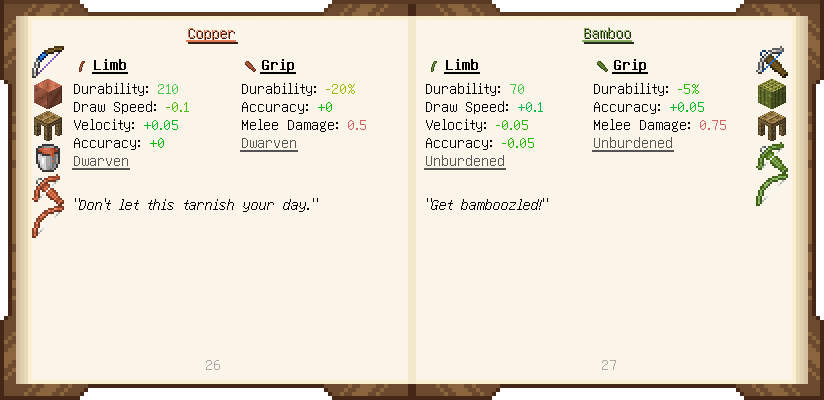 Copper
Limb
Durability: 210
Draw Speed: -0.1
Velocity: +0.05
Accuracy: +0
Dwarven
Grip
Durability: -20%
Accuracy: +0
Melee Damage: 0.5
Dwarven
"Don't let this tarnish your day."
26
Bamboo
Limb
Durability: 70
Draw Speed: +0.1
Velocity: -0.05
Accuracy: -0.05
Unburdened
Grip
Durability: -5%
Accuracy: +0.05
Melee Damage: 0.75
Unburdened
"Get bamboozled!"
27